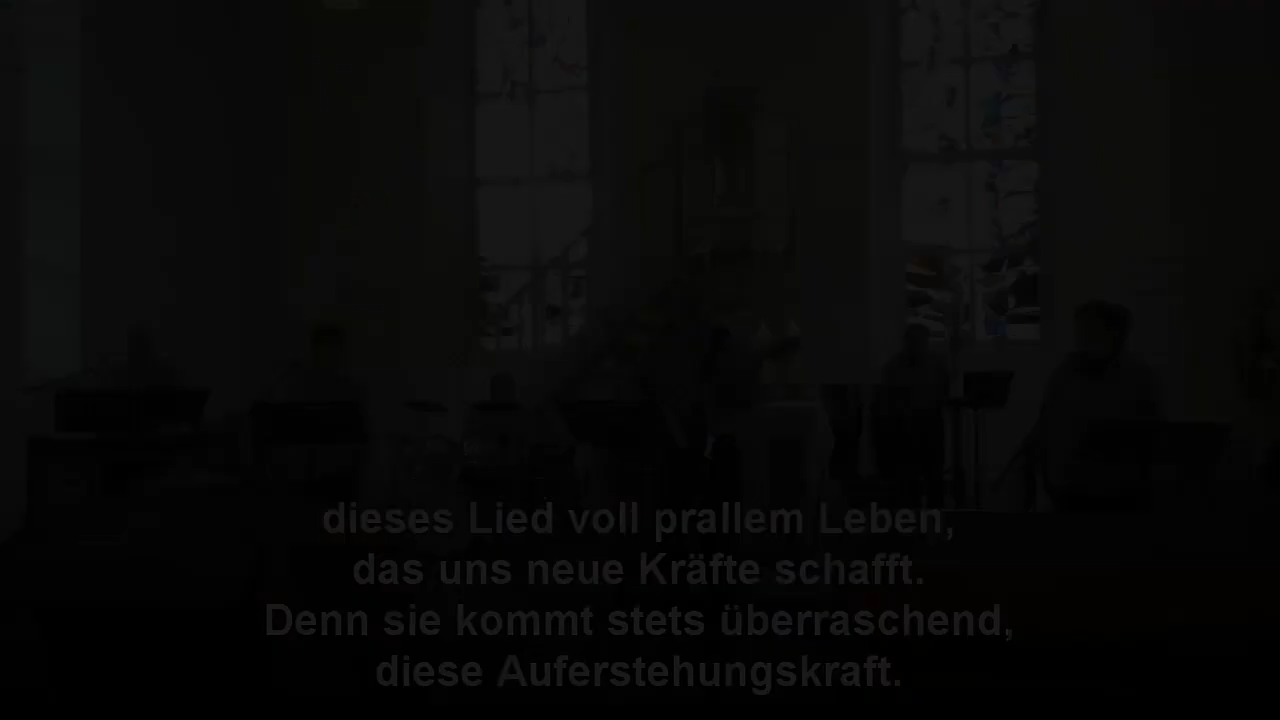 dieses Lied voll prallem Leben,
das uns neue Kräfte schafft.
Denn sie kommt stets überraschend,
diese Auferstehungskraft.